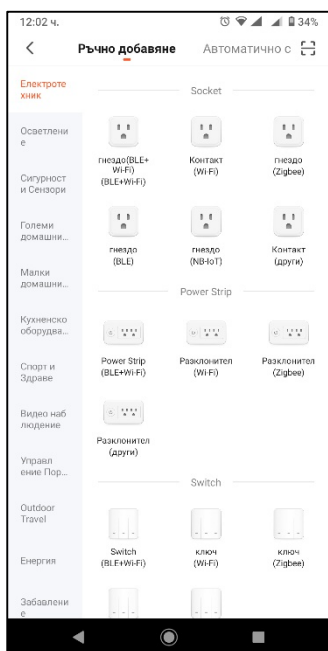 12:02 ч.
34%
Ръчно добавяне
Автоматично с
Електроте
хник
Осветлени
е
Сигурност
и Сензори
Големи
домашни...
Малки
домашни...
Кухненско
оборудва...
Спорт и
Здраве
Видео наб
людение
Управл
ение Пор...
Outdoor
Travel
Енергия
Забавлени
е
Socket
гнездо(BLE+
Wi-Fi)
(BLE+Wi-Fi)
Контакт
(Wi-Fi)
гнездо
(Zigbee)
гнездо
(BLE)
гнездо
(NB-IoT)
Контакт
(други)
Power Strip
Power Strip
(BLE+Wi-Fi)
Разклонител
(Wi-Fi)
Разклонител
(Zigbee)
Разклонител
(други)
Switch
Switch
(BLE+Wi-Fi)
ключ
(Wi-Fi)
ключ
(Zigbee)